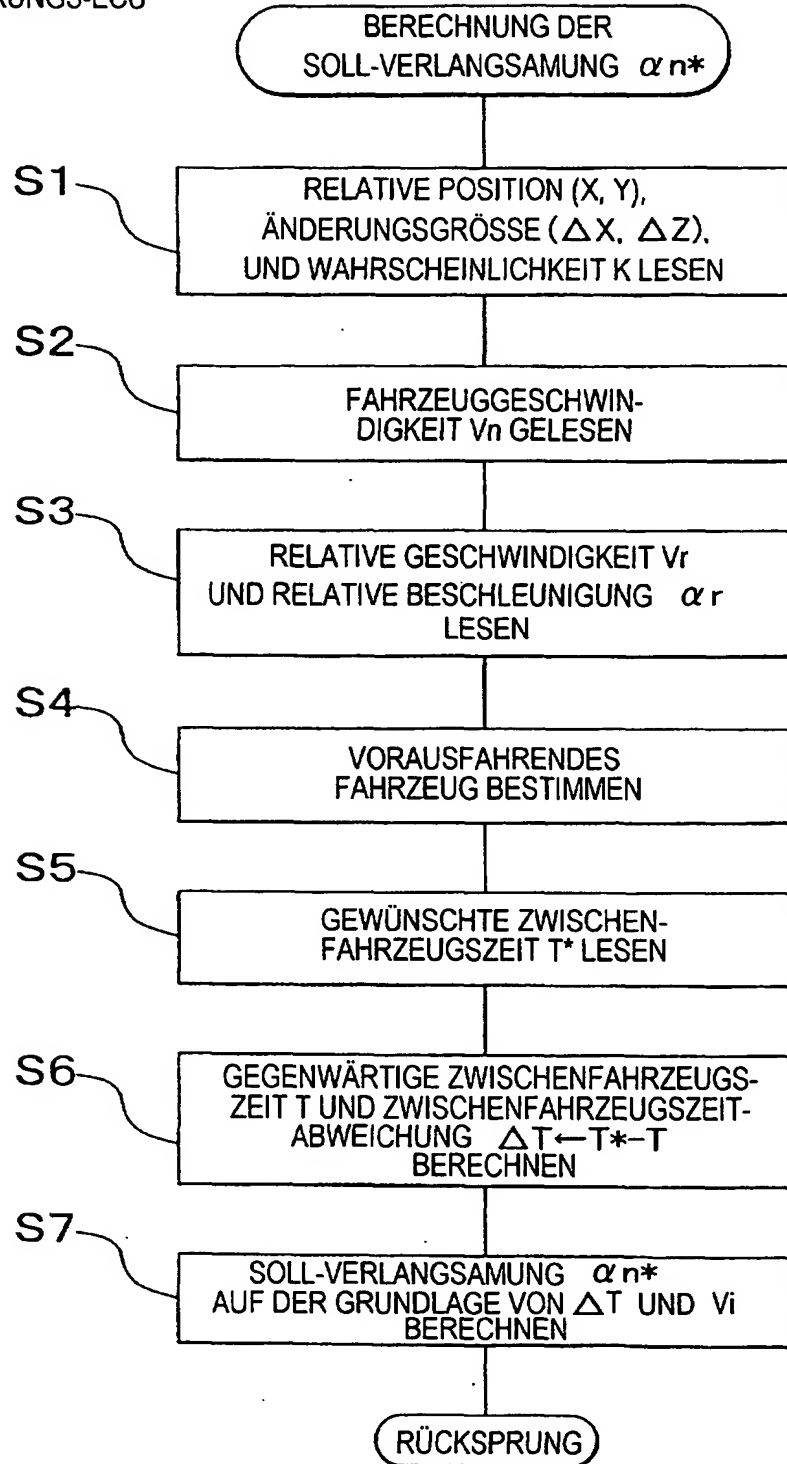 BERECHNUNG DER
SOLL-VERLANGSAMUNG αn*
S1
RELATIVE POSITION (X, Y),
ÄNDERUNGSGRÖSSE (△X, △Z),
UND WAHRSCHEINLICHKEIT K LESEN
S2
FAHRZEUGGESCHWIN-
DIGKEIT Vn GELESEN
S3
RELATIVE GESCHWINDIGKEIT Vr
UND RELATIVE BESCHLEUNIGUNG αr
LESEN
S4
VORAUSFAHRENDES
FAHRZEUG BESTIMMEN
S5
GEWÜNSCHTE ZWISCHEN-
FAHRZEUGSZEIT T* LESEN
S6
GEGENWÄRTIGE ZWISCHENFAHRZEUGS-
ZEIT T UND ZWISCHENFAHRZEUGSZEIT-
ABWEICHUNG △T←T*−T
BERECHNEN
S7
SOLL-VERLANGSAMUNG αn*
AUF DER GRUNDLAGE VON △T UND Vi
BERECHNEN
RÜCKSPRUNG